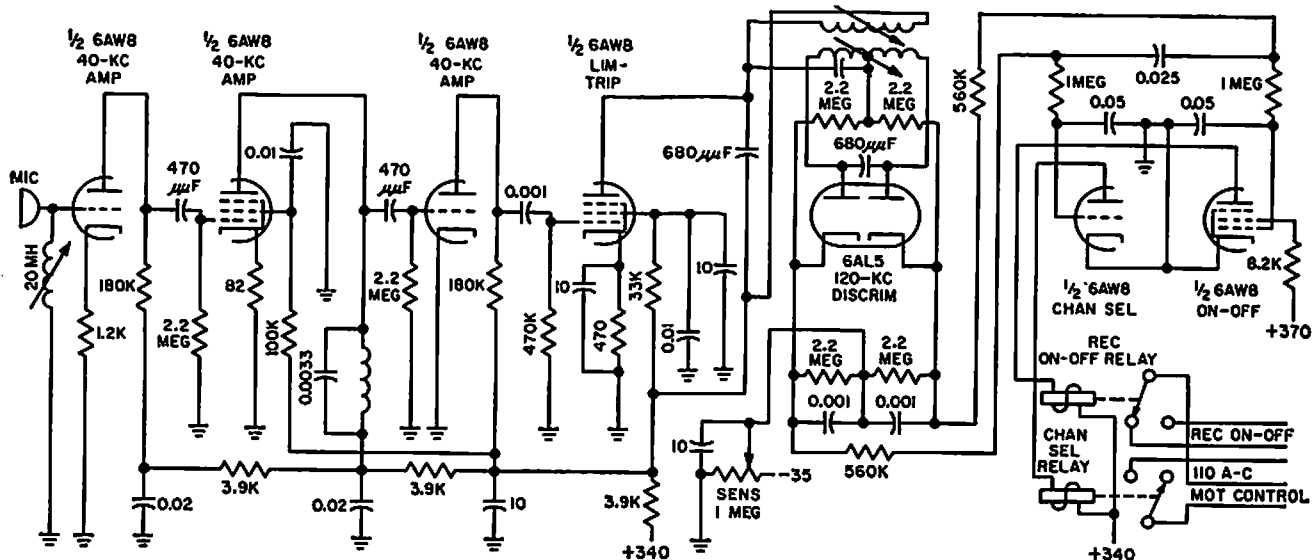 ½ 6AW8
40-KC
AMP
½ 6AW8
40-KC
AMP
½ 6AW8
40-KC
AMP
½ 6AW8
LIM-
TRIP
MIC
20 MH
1.2K
180K
470
μμF
2.2
MEG
82
0.01
100K
0.0033
470
μμF
2.2
MEG
180K
0.001
470K
10
470
33K
0.01
10
680μμF
2.2
MEG
2.2
MEG
680μμF
6AL5
120-KC
DISCRIM
2.2
MEG
2.2
MEG
0.001
0.001
560K
10
SENS
1 MEG
-35
560K
1 MEG
0.025
1 MEG
0.05
0.05
8.2K
+370
½ 6AW8
CHAN SEL
½ 6AW8
ON-OFF
REC
ON-OFF RELAY
REC ON-OFF
CHAN
SEL
RELAY
110 A-C
MOT CONTROL
+340
0.02
3.9K
0.02
3.9K
10
3.9K
+340